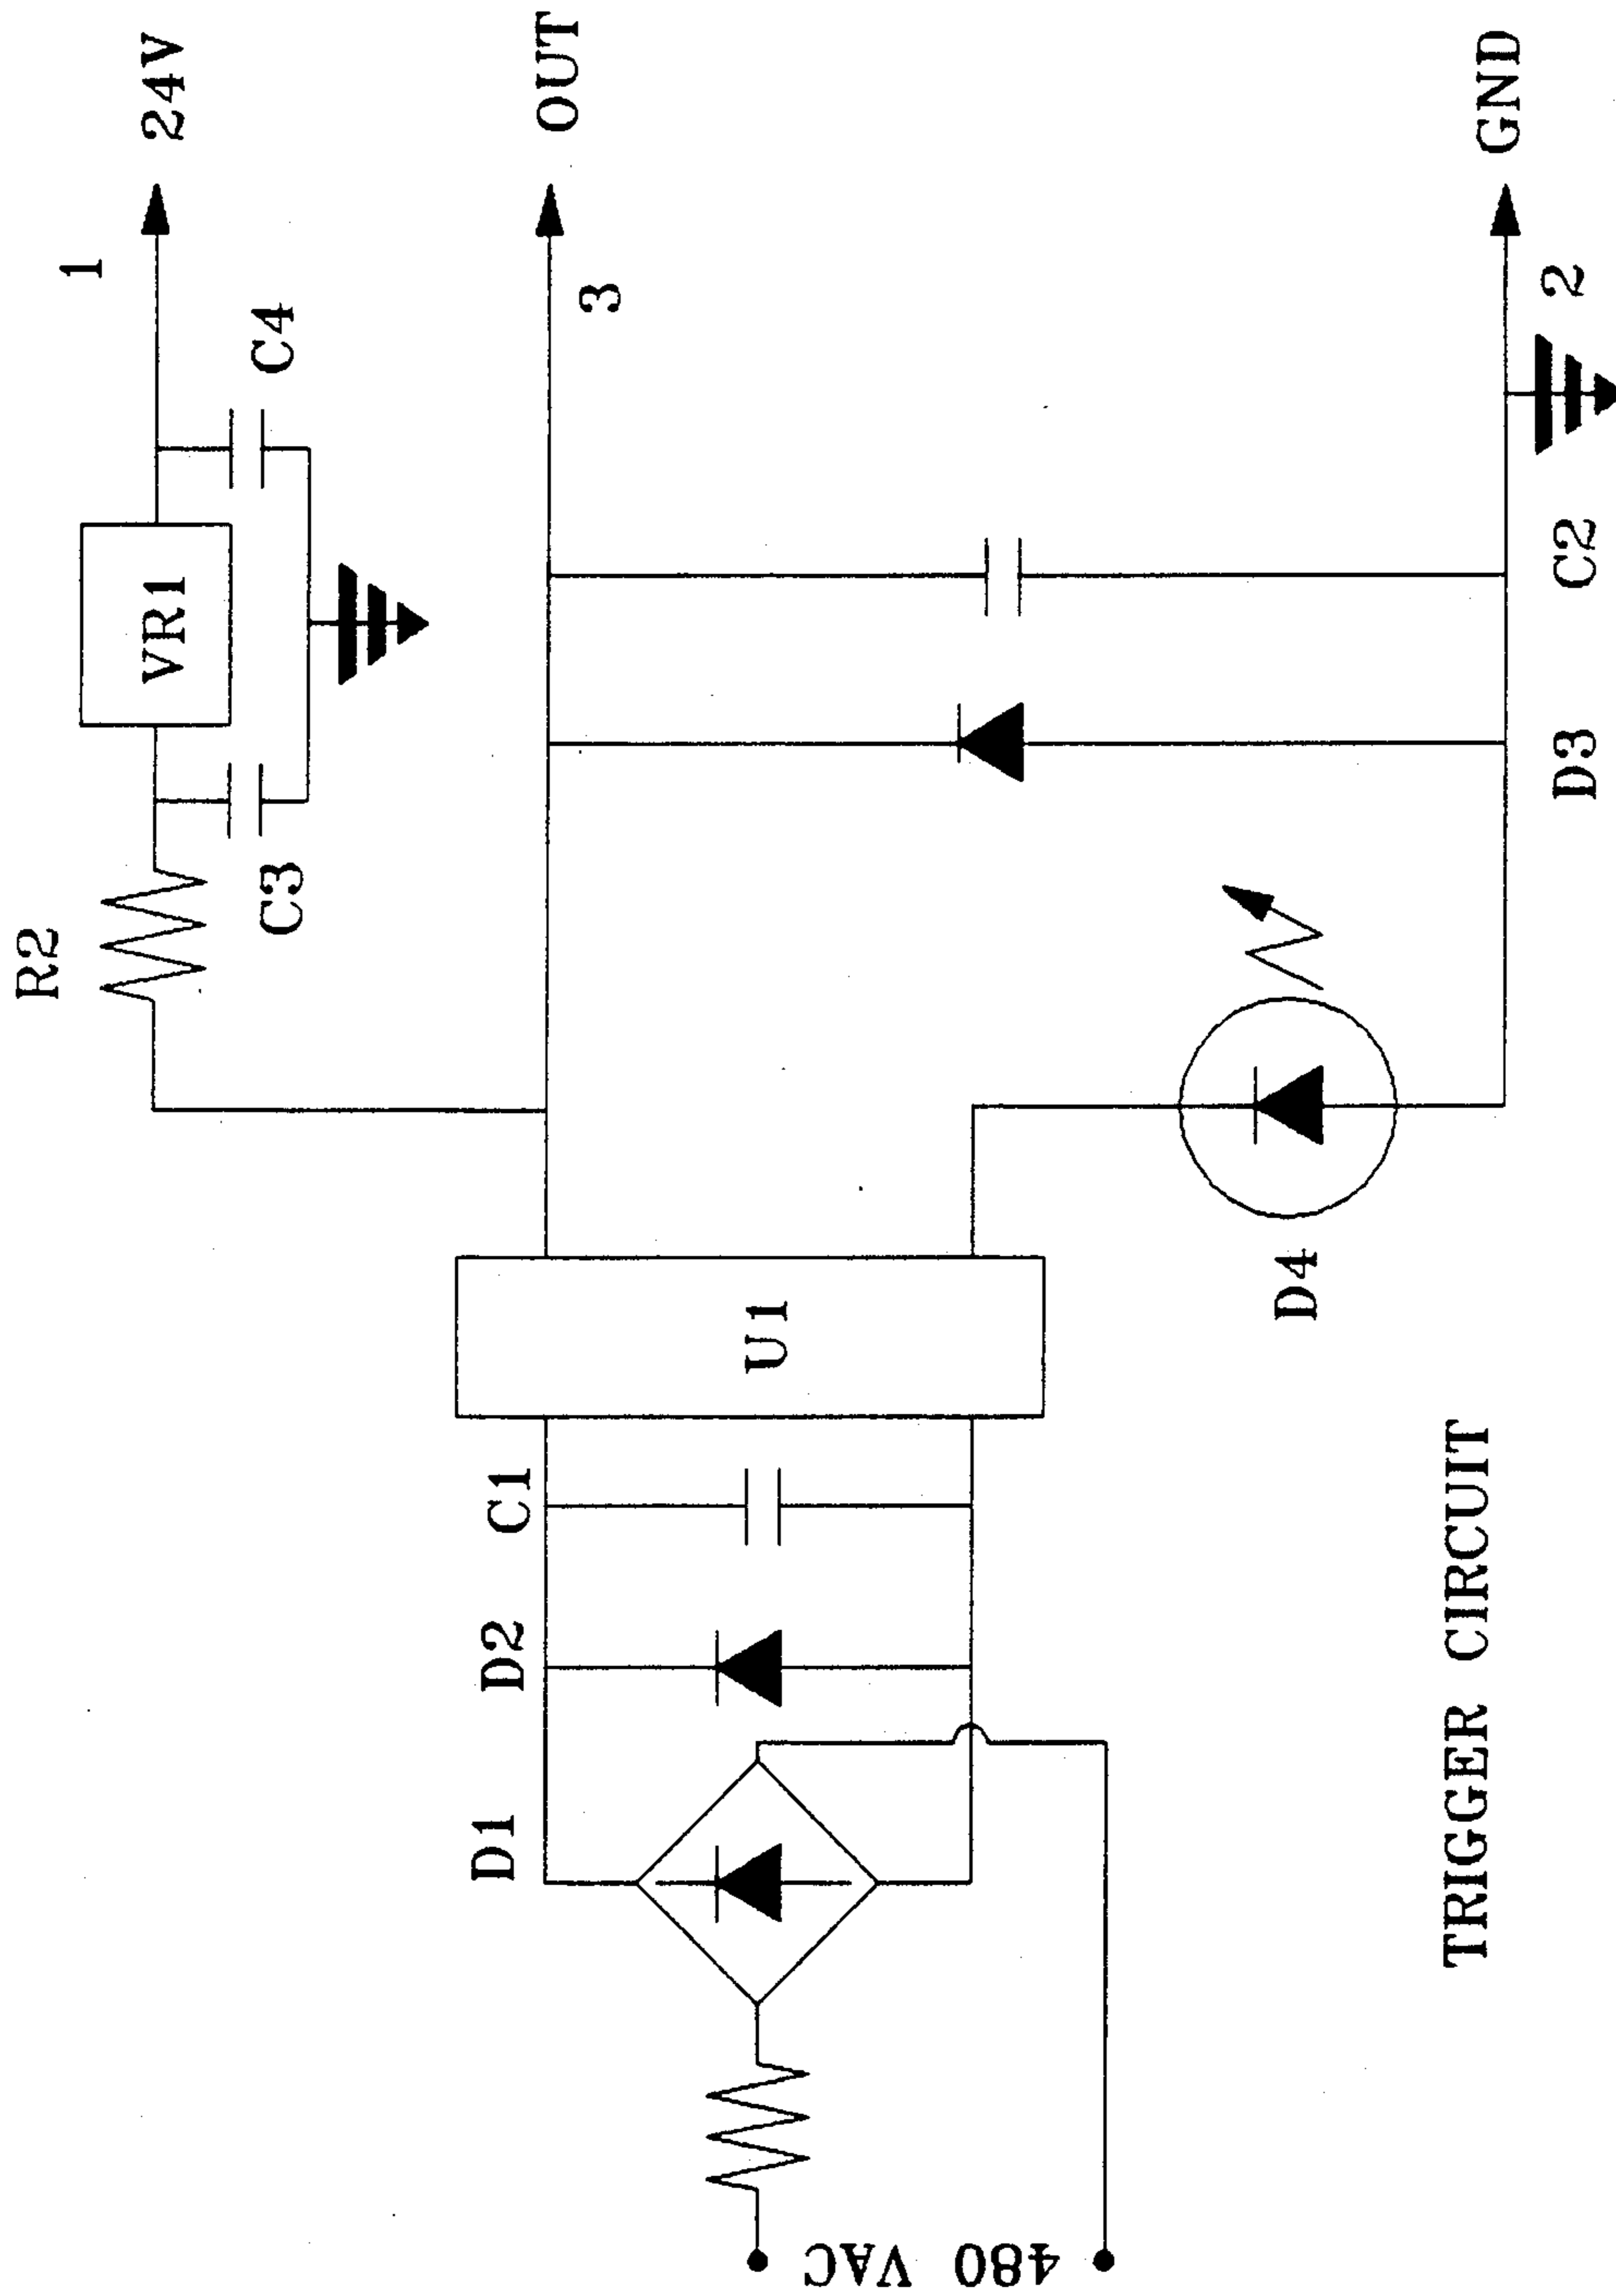 R2
VR1
1
24V
C3
C4
D1
D2
C1
U1
3
OUT
480 VAC
D4
D3
C2
2
GND
TRIGGER CIRCUIT